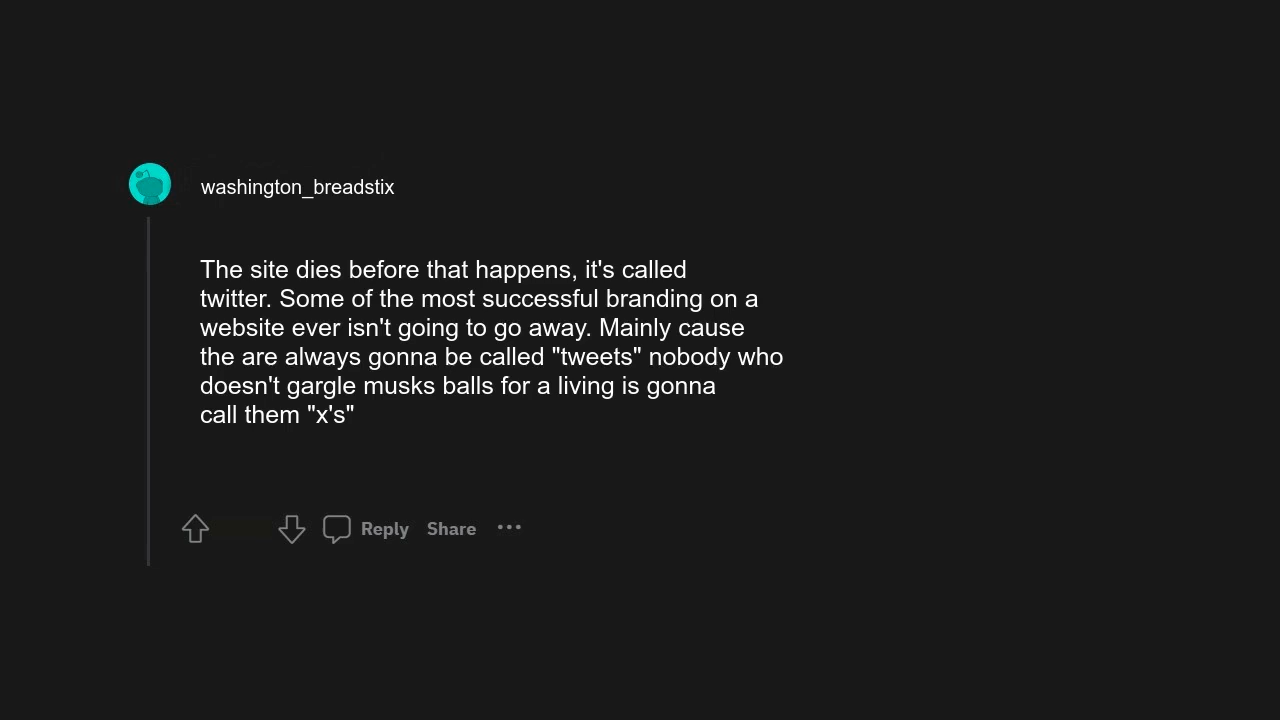 washington_breadstix
The site dies before that happens, it's called
twitter. Some of the most successful branding on a
website ever isn't going to go away. Mainly cause
the are always gonna be called "tweets" nobody who
doesn't gargle musks balls for a living is gonna
call them "x's"
Reply Share